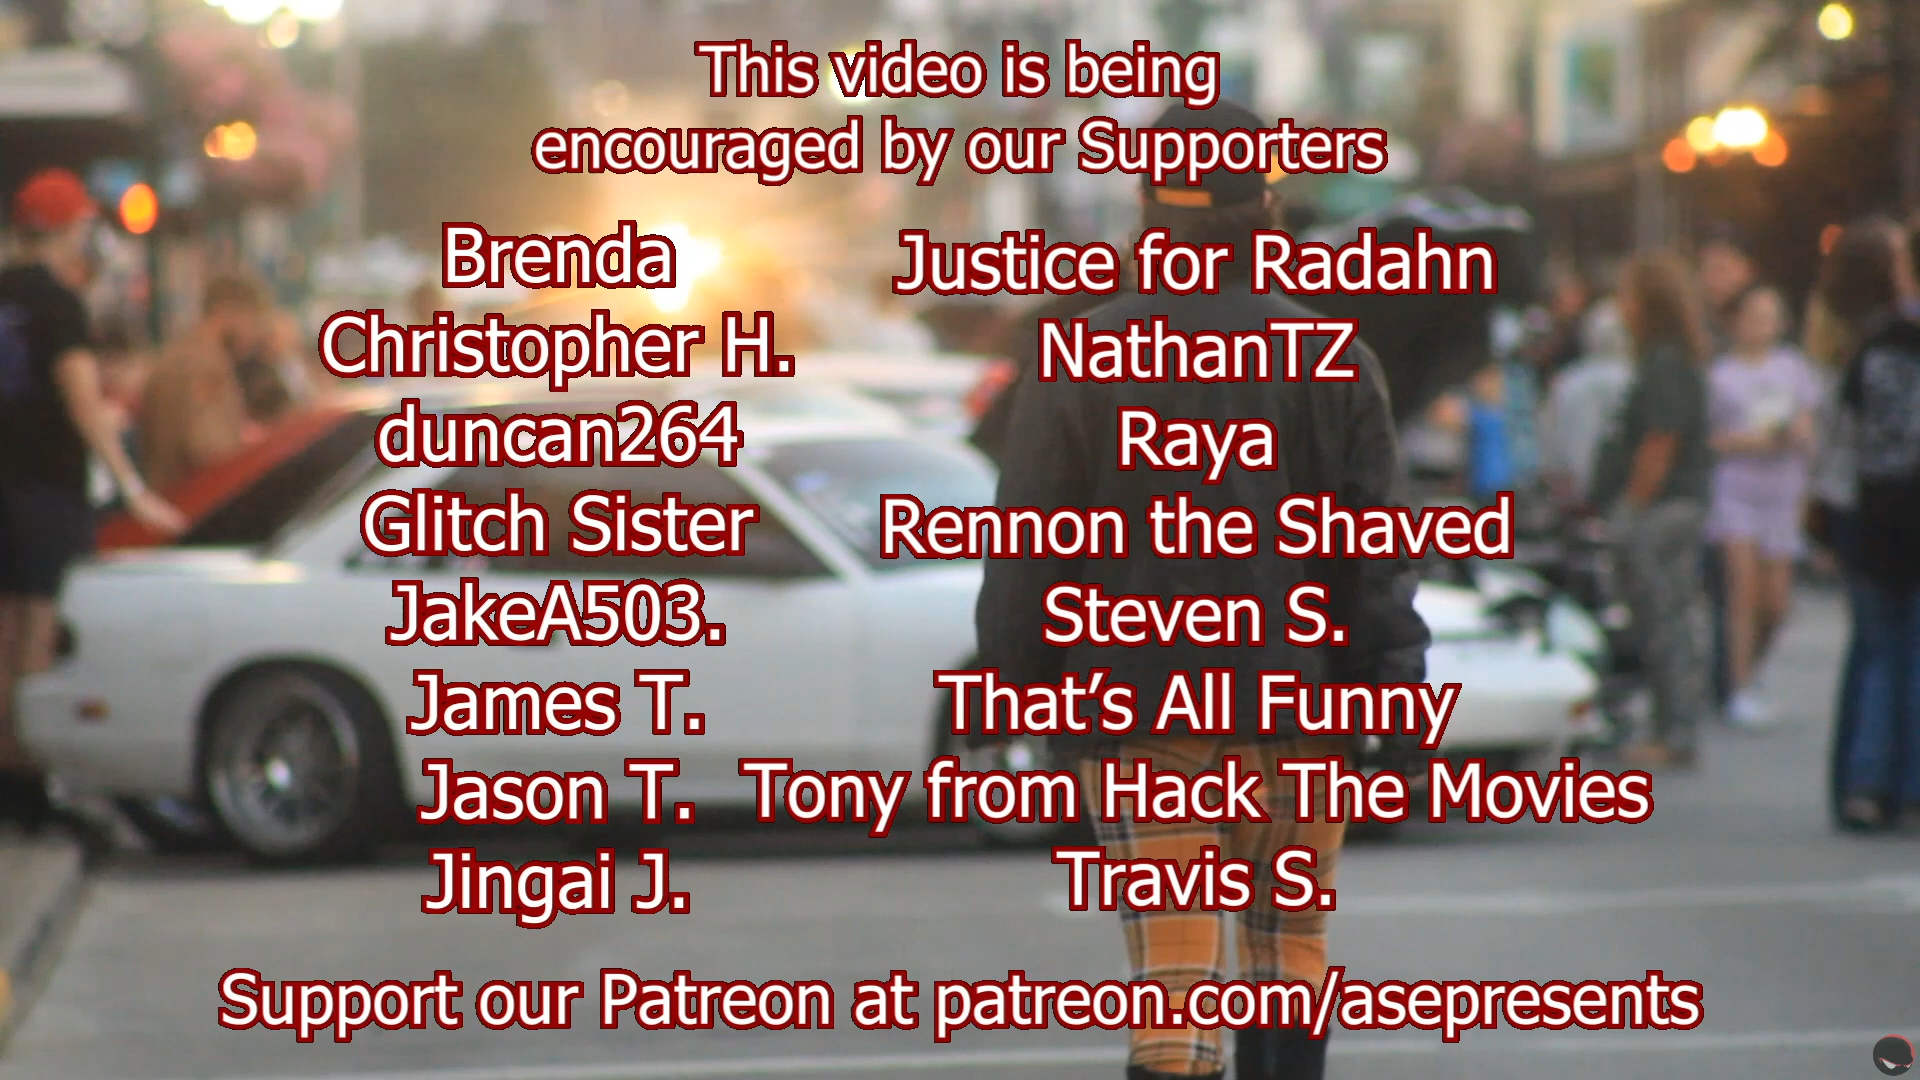 This video is being
encouraged by our Supporters
Brenda
Christopher H.
duncan264
Glitch Sister
JakeA503.
James T.
Jason T.
Jingai J.
Justice for Radahn
NathanTZ
Raya
Rennon the Shaved
Steven S.
That’s All Funny
Tony from Hack The Movies
Travis S.
Support our Patreon at patreon.com/asepresents